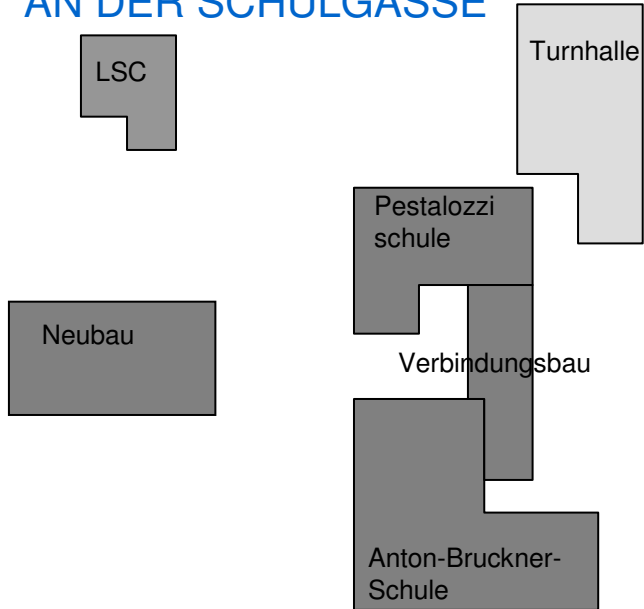 AN DER SCHULGASSE
LSC
Turnhalle
Pestalozzi
schule
Neubau
Verbindungsbau
Anton-Bruckner-
Schule